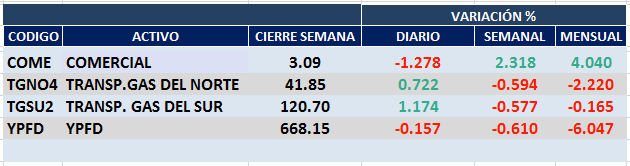 VARIACIÓN %
CODIGO ACTIVO CIERRE SEMANA DIARIO SEMANAL MENSUAL
COME COMERCIAL 3.09 -1.278 2.318 4.040
TGNO4 TRANSP.GAS DEL NORTE 41.85 0.722 -0.594 -2.220
TGSU2 TRANSP. GAS DEL SUR 120.70 1.174 -0.577 -0.165
YPFD YPFD 668.15 -0.157 -0.610 -6.047